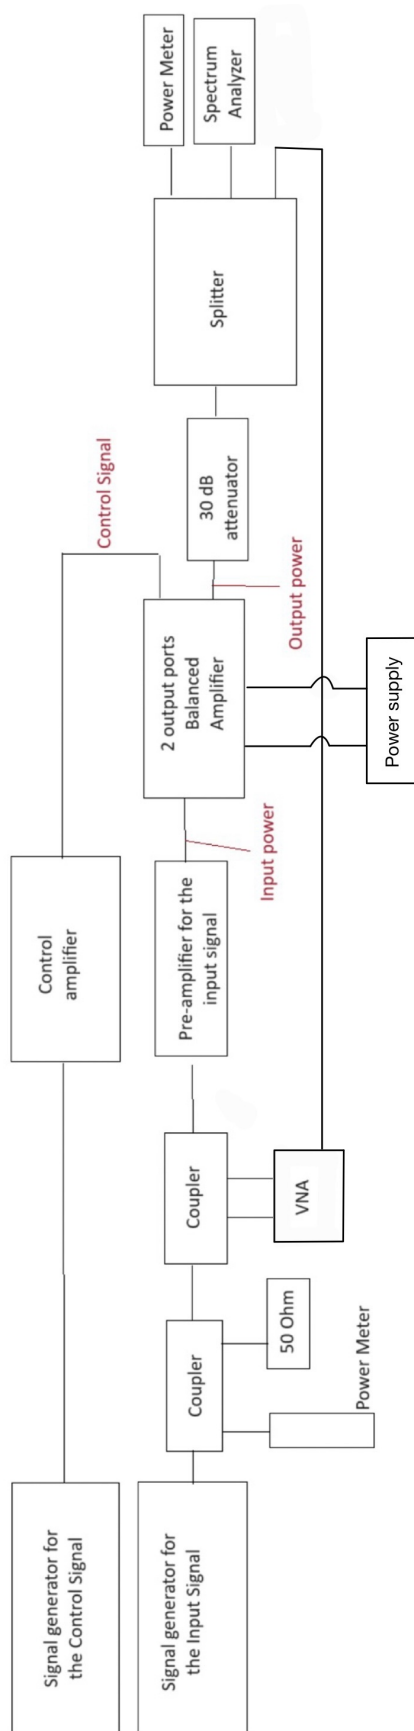 Signal generator for
the Control Signal
Signal generator for
the Input Signal
Coupler
Power Meter
50 Ohm
Coupler
VNA
Control
amplifier
Pre-amplifier for the
input signal
Input power
2 output ports
Balanced
Amplifier
Power supply
Control Signal
Output power
30 dB
attenuator
Splitter
Power Meter
Spectrum
Analyzer